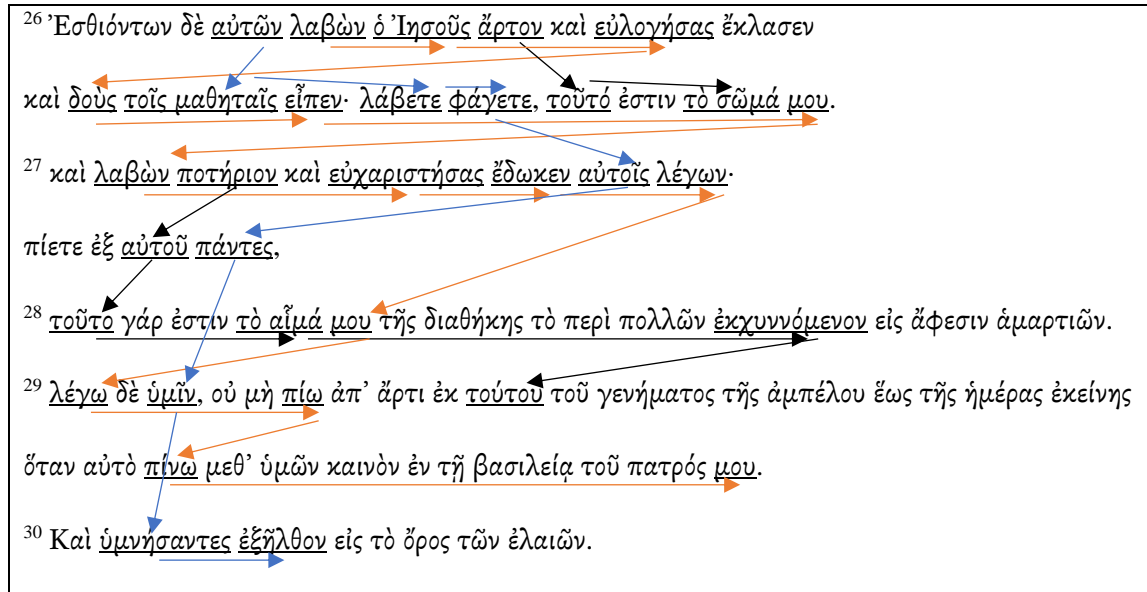 26 Ἐσθιόντων δὲ αὐτῶν λαβὼν ὁ Ἰησοῦς ἄρτον καὶ εὐλογήσας ἔκλασεν
καὶ δοὺς τοῖς μαθηταῖς εἶπεν· λάβετε φάγετε, τοῦτό ἐστιν τὸ σῶμά μου.
27 καὶ λαβὼν ποτήριον καὶ εὐχαριστήσας ἔδωκεν αὐτοῖς λέγων·
πίετε ἐξ αὐτοῦ πάντες,
28 τοῦτο γάρ ἐστιν τὸ αἷμά μου τῆς διαθήκης τὸ περὶ πολλῶν ἐκχυννόμενον εἰς ἄφεσιν ἁμαρτιῶν.
29 λέγω δὲ ὑμῖν, οὐ μὴ πίω ἀπ’ ἄρτι ἐκ τούτου τοῦ γενήματος τῆς ἀμπέλου ἕως τῆς ἡμέρας ἐκείνης
ὅταν αὐτὸ πίνω μεθ’ ὑμῶν καινὸν ἐν τῇ βασιλείᾳ τοῦ πατρός μου.
30 Καὶ ὑμνήσαντες ἐξῆλθον εἰς τὸ ὄρος τῶν ἐλαιῶν.